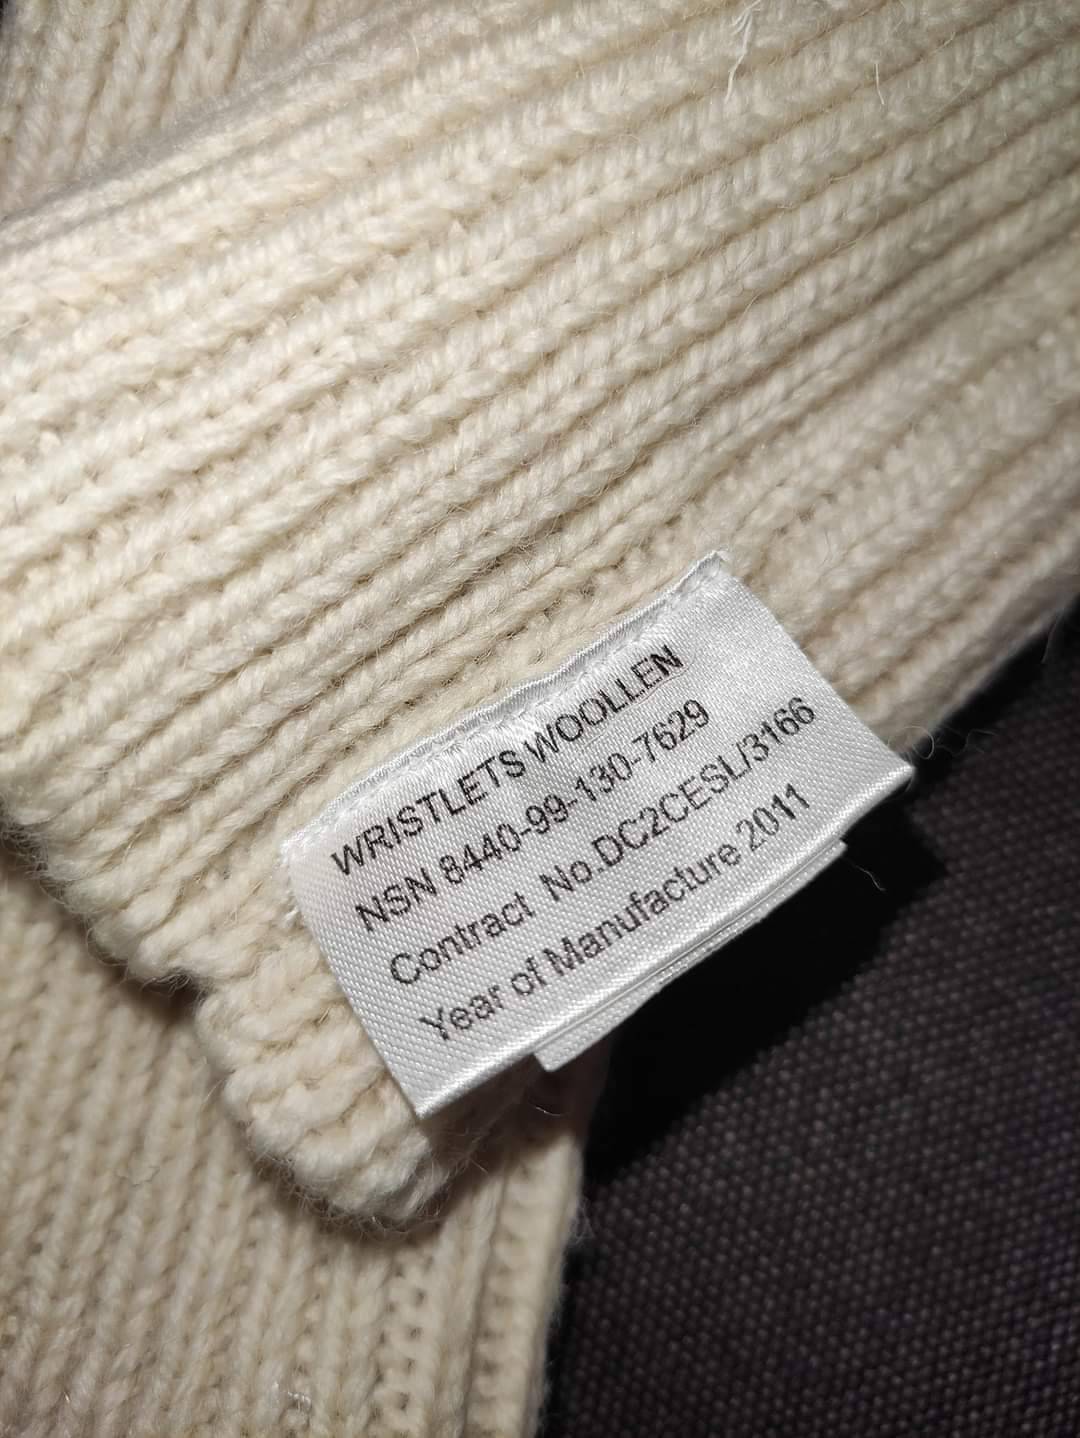 WRISTLETS WOOLLEN
NSN 8440-99-130-7629
Contract No.DC2CESL/3166
Year of Manufacture 2011